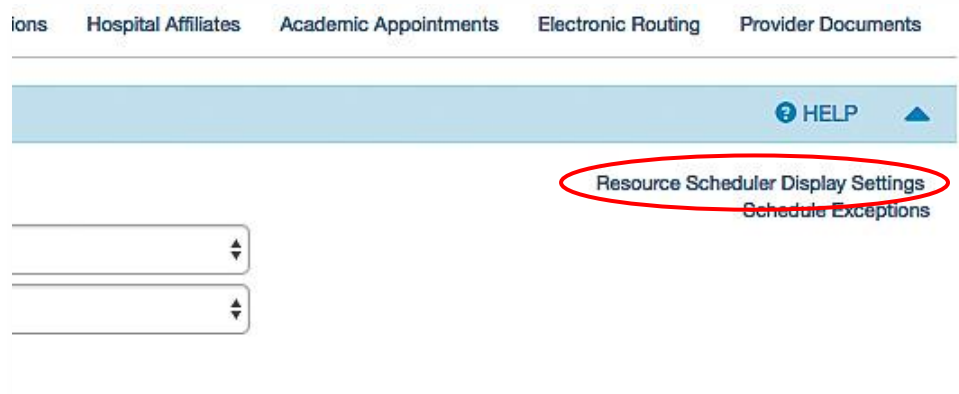 ions Hospital Affiliates Academic Appointments Electronic Routing Provider Documents
? HELP
Resource Scheduler Display Settings
Schedule Exceptions